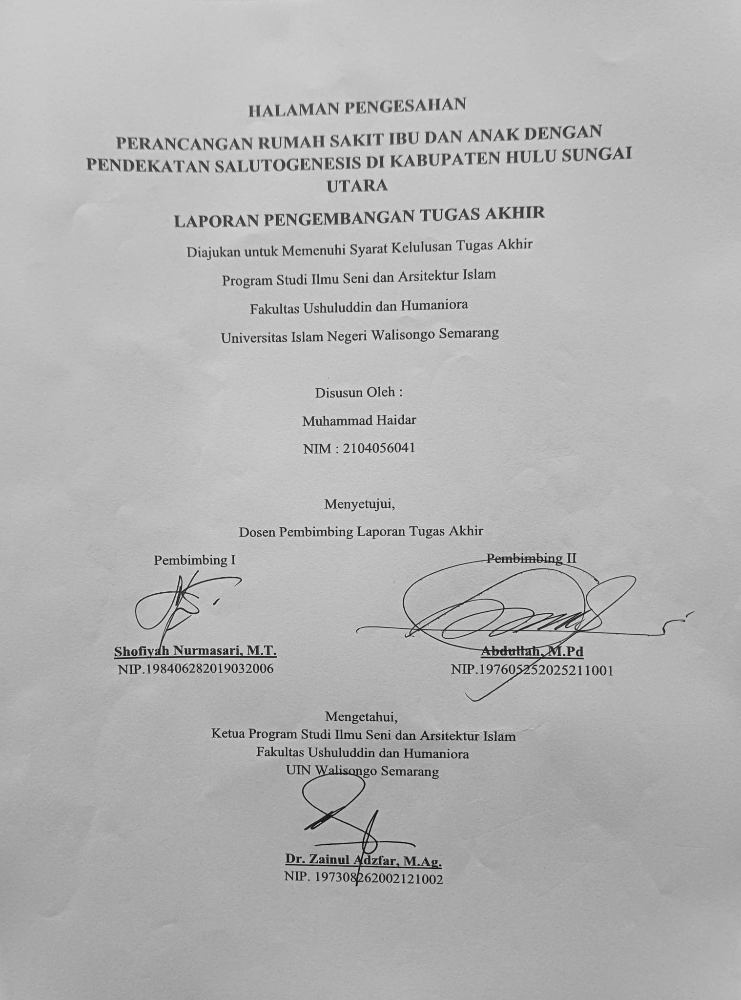 HALAMAN PENGESAHAN
PERANCANGAN RUMAH SAKIT IBU DAN ANAK DENGAN
PENDEKATAN SALUTOGENESIS DI KABUPATEN HULU SUNGAI
UTARA
LAPORAN PENGEMBANGAN TUGAS AKHIR
Diajukan untuk Memenuhi Syarat Kelulusan Tugas Akhir
Program Studi Ilmu Seni dan Arsitektur Islam
Fakultas Ushuluddin dan Humaniora
Universitas Islam Negeri Walisongo Semarang
Disusun Oleh :
Muhammad Haidar
NIM : 2104056041
Menyetujui,
Dosen Pembimbing Laporan Tugas Akhir
Pembimbing I
Shofiyah Nurmasari, M.T.
NIP.198406282019032006
Pembimbing II
Abdullah, M.Pd
NIP.197605252025211001
Mengetahui,
Ketua Program Studi Ilmu Seni dan Arsitektur Islam
Fakultas Ushuluddin dan Humaniora
UIN Walisongo Semarang
Dr. Zainul Adzfar, M.Ag.
NIP. 197308262002121002